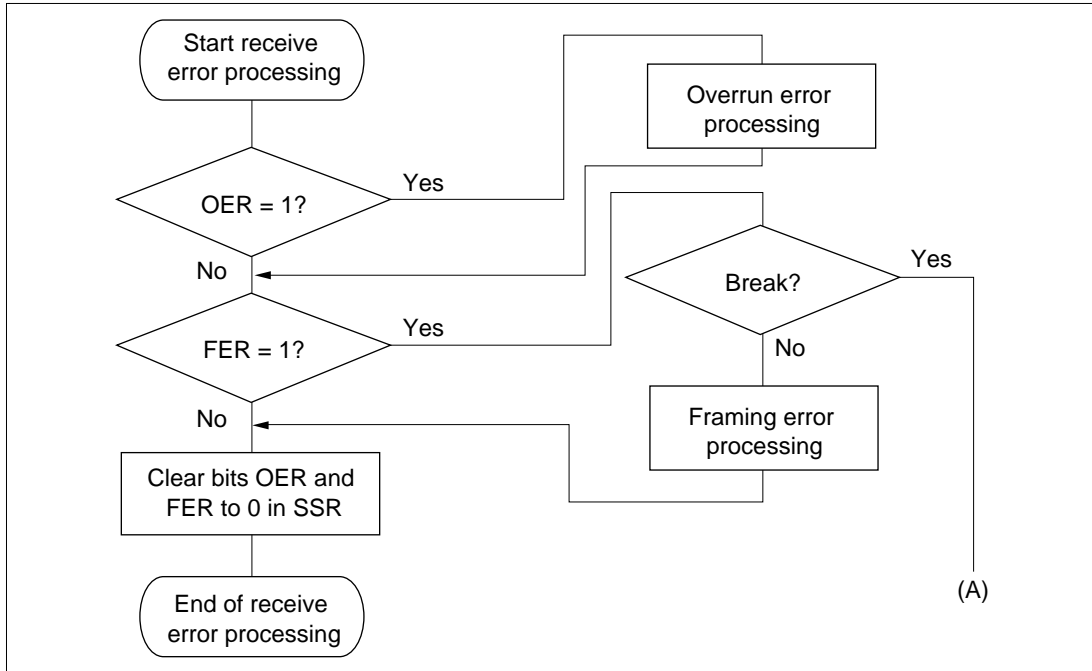 Start receive
error processing
Overrun error
processing
Yes
OER = 1?
No
Yes
Break?
Yes
FER = 1?
No
Framing error
processing
No
Clear bits OER and
FER to 0 in SSR
(A)
End of receive
error processing